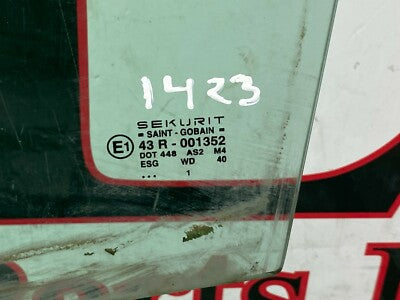 1423
SEKURIT
= SAINT - GOBAIN =
E1 43 R - 001352
DOT 448 AS2 M4
ESG WD 40
... 1